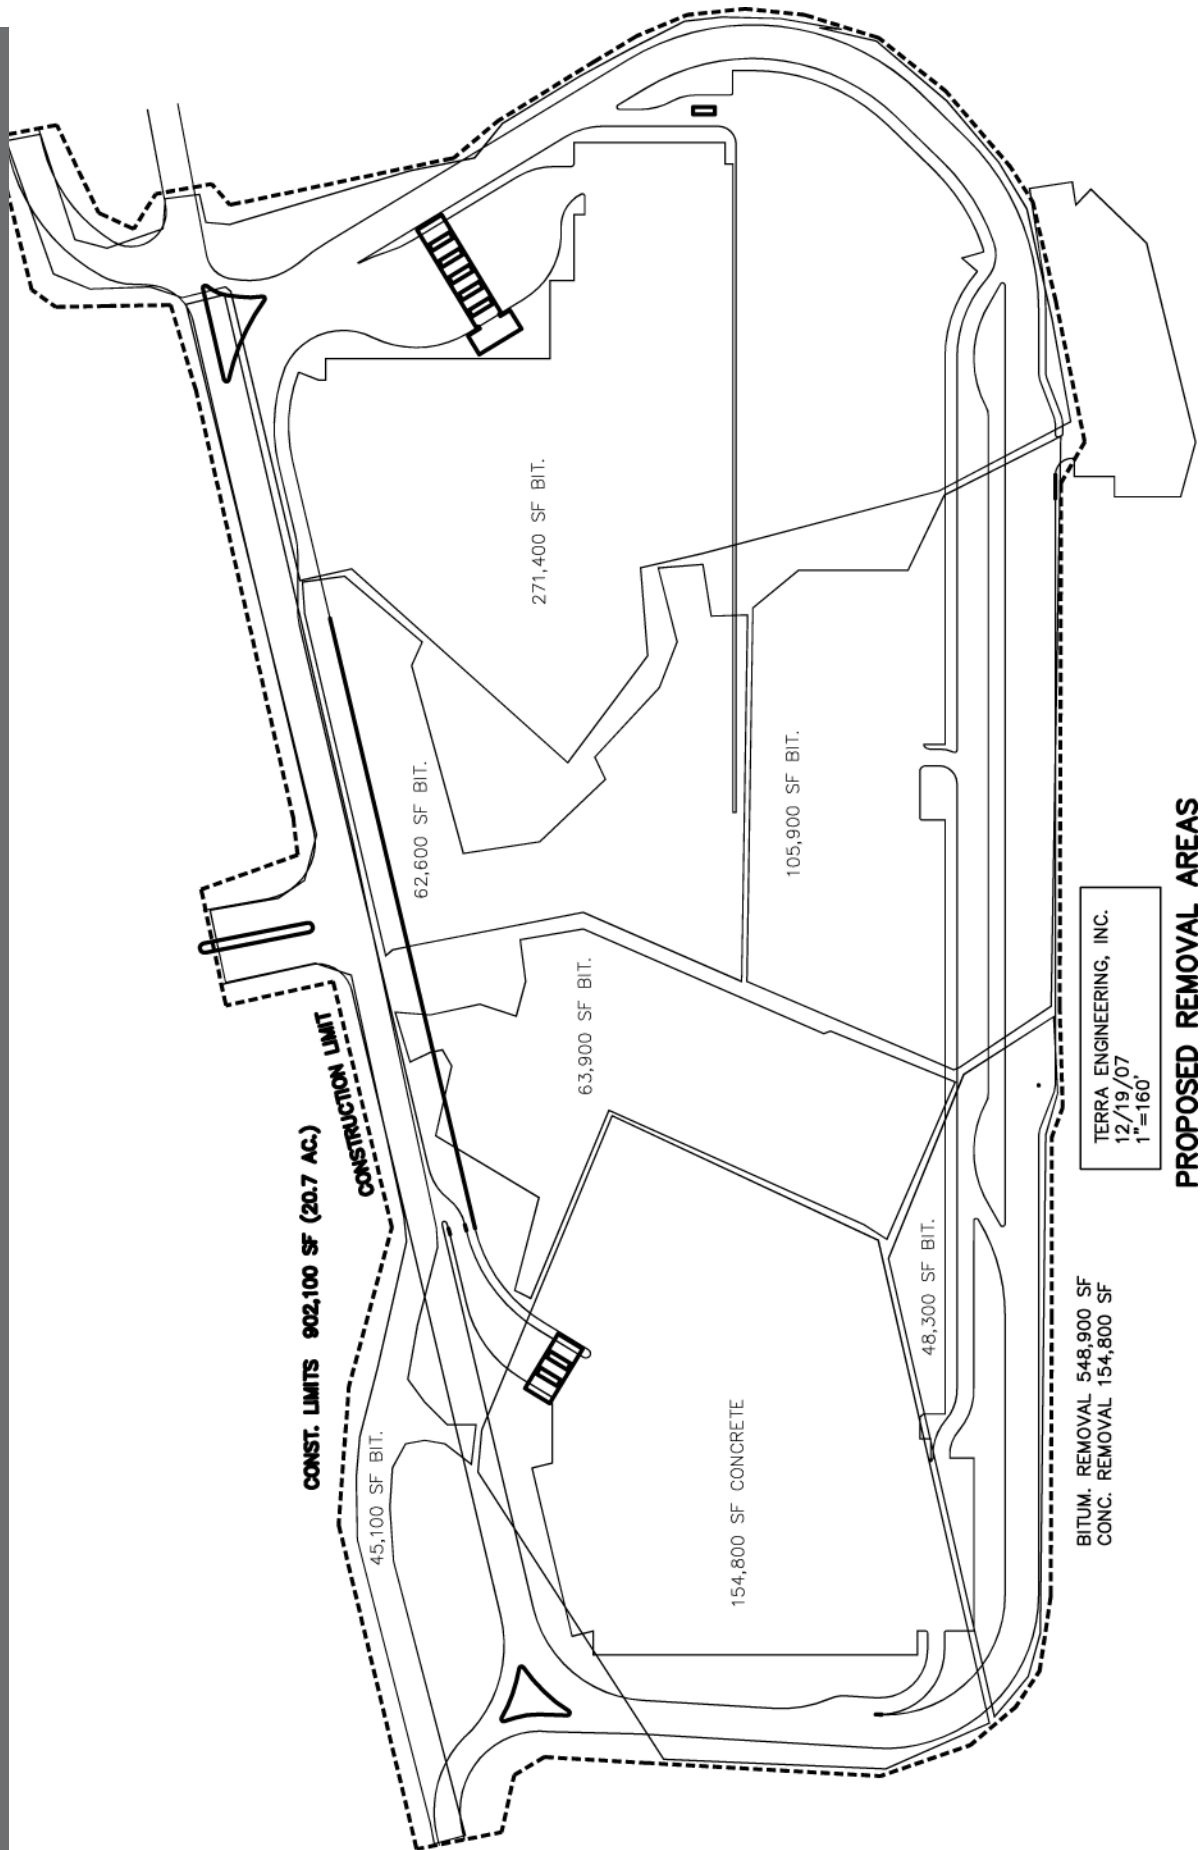 CONST. LIMITS 902,100 SF (20.7 AC.)
CONSTRUCTION LIMIT
45,100 SF BIT.
62,600 SF BIT.
271,400 SF BIT.
63,900 SF BIT.
154,800 SF CONCRETE
105,900 SF BIT.
48,300 SF BIT.
BITUM. REMOVAL 548,900 SF
CONC. REMOVAL 154,800 SF
TERRA ENGINEERING, INC.
12/19/07
1"=160'
PROPOSED REMOVAL AREAS